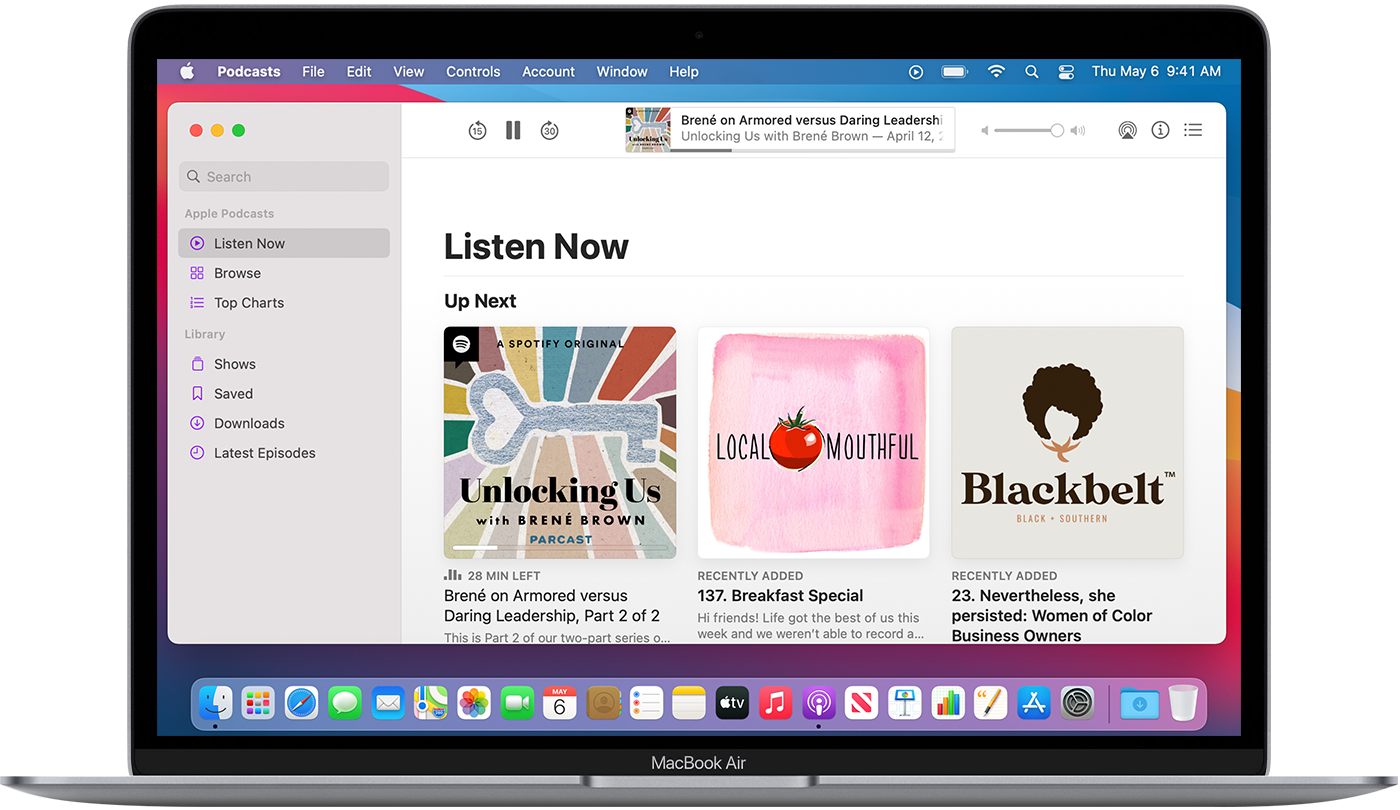 Podcasts File Edit View Controls Account Window Help
Thu May 6 9:41 AM
15 30
Brené on Armored versus Daring Leadershi
Unlocking Us with Brené Brown — April 12,
Search
Apple Podcasts
Listen Now
Browse
Top Charts
Library
Shows
Saved
Downloads
Latest Episodes
Listen Now
Up Next
A SPOTIFY ORIGINAL
Unlocking Us
with BRENÉ BROWN
PARCAST
28 MIN LEFT
Brené on Armored versus
Daring Leadership, Part 2 of 2
This is Part 2 of our two-part series o...
LOCAL MOUTHFUL
RECENTLY ADDED
137. Breakfast Special
Hi friends! Life got the best of us this
week and we weren't able to record a...
Blackbelt™
BLACK + SOUTHERN
RECENTLY ADDED
23. Nevertheless, she
persisted: Women of Color
Business Owners
MAY
6
tv
MacBook Air